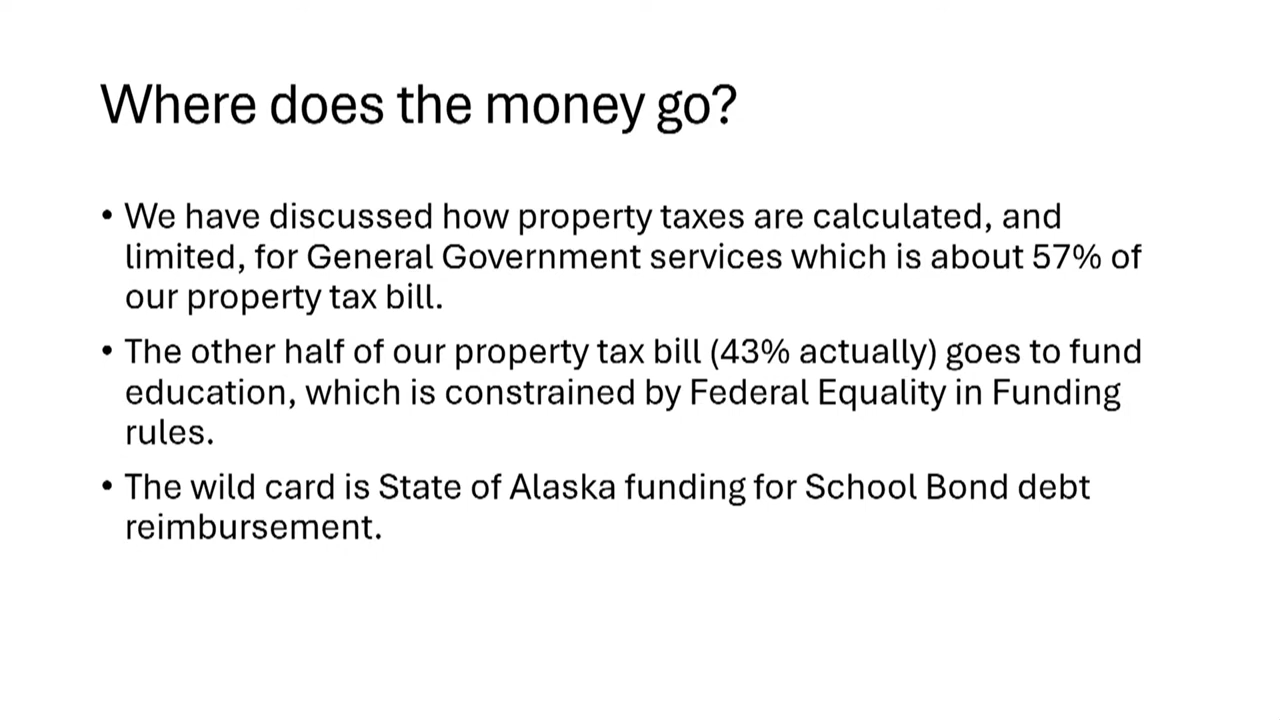 Where does the money go?
• We have discussed how property taxes are calculated, and
limited, for General Government services which is about 57% of
our property tax bill.
• The other half of our property tax bill (43% actually) goes to fund
education, which is constrained by Federal Equality in Funding
rules.
• The wild card is State of Alaska funding for School Bond debt
reimbursement.